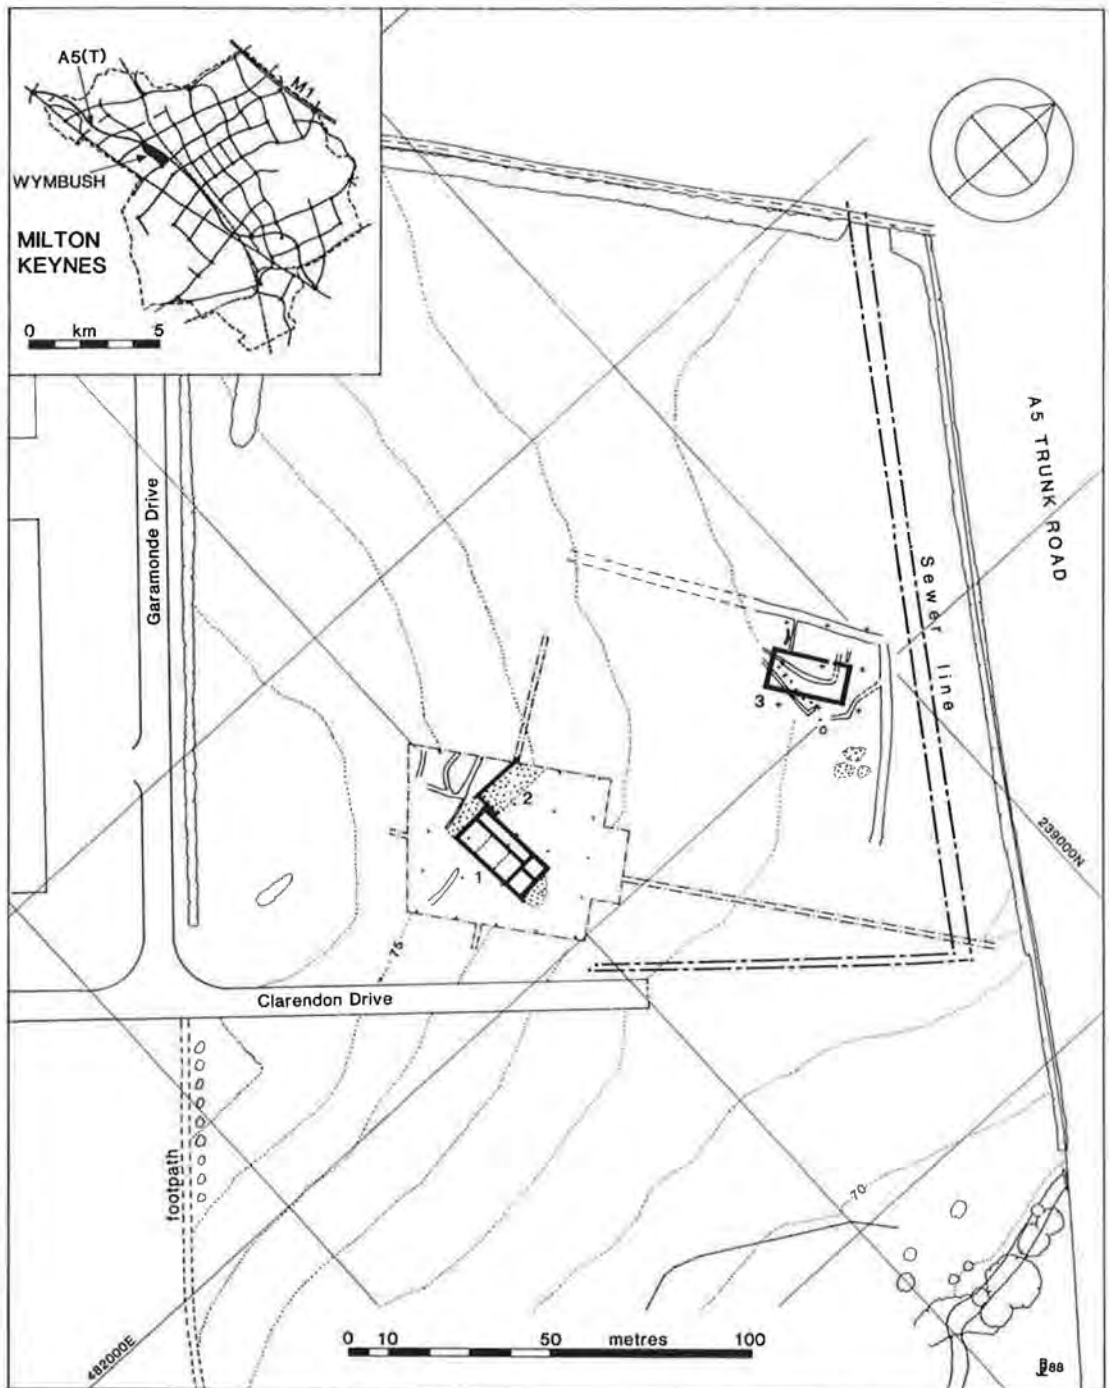 A5(T)
M1
WYMBUSH
MILTON
KEYNES
0 km 5
Garamonde Drive
A5 TRUNK ROAD
Sewer line
3
2
1
239000N
75
Clarendon Drive
footpath
70
482000E
0 10 50 metres 100
88